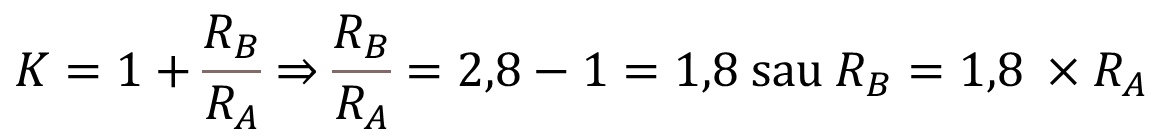 K = 1 + R_B/R_A ⇒ R_B/R_A = 2,8 − 1 = 1,8 sau R_B = 1,8 × R_A